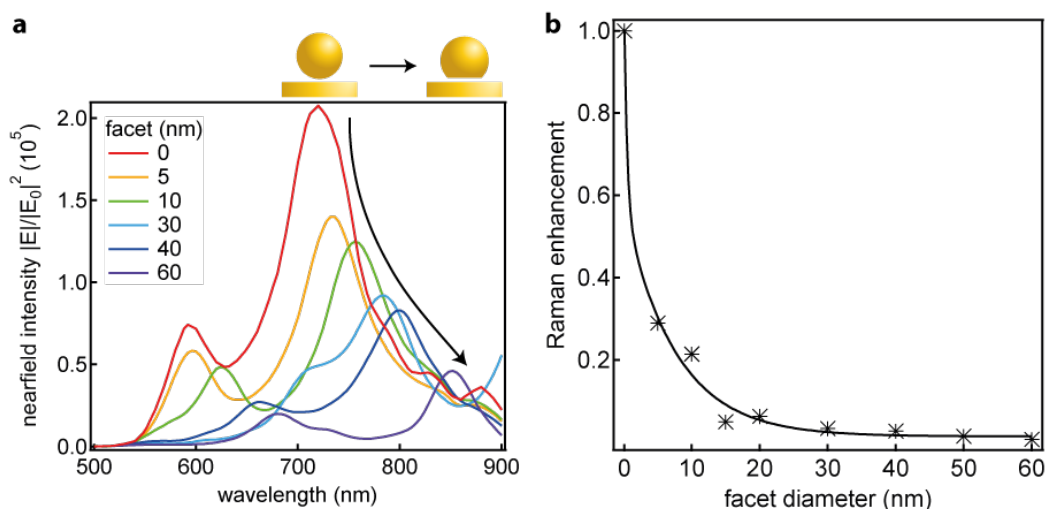 a
nearfield intensity |E|/|E₀|² (10⁵)
2.0
1.5
1.0
0.5
0.0
facet (nm)
0
5
10
30
40
60
500 600 700 800 900
wavelength (nm)
b
Raman enhancement
1.0
0.8
0.6
0.4
0.2
0 10 20 30 40 50 60
facet diameter (nm)